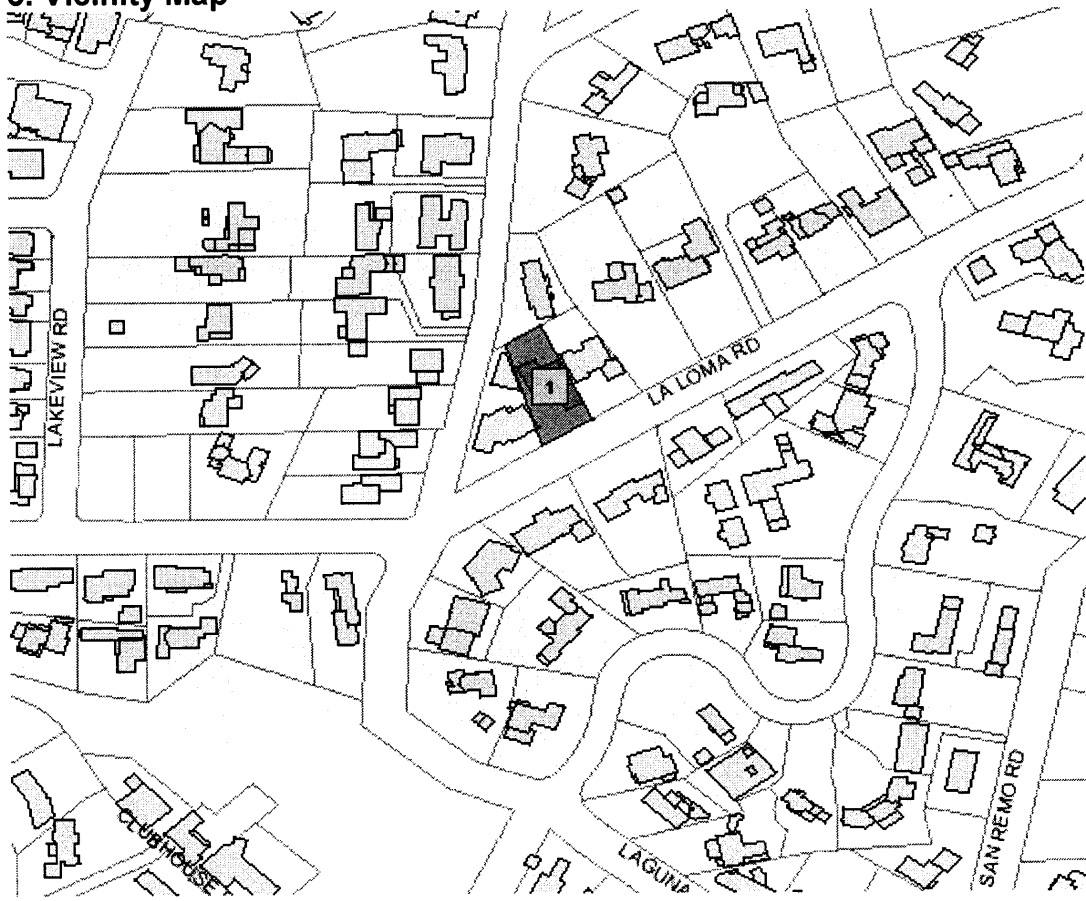 Vicinity Map
LAKEVIEW RD
LA LOMA RD
1
CLUBHOUSE
LAGUNA
SAN REMO RD